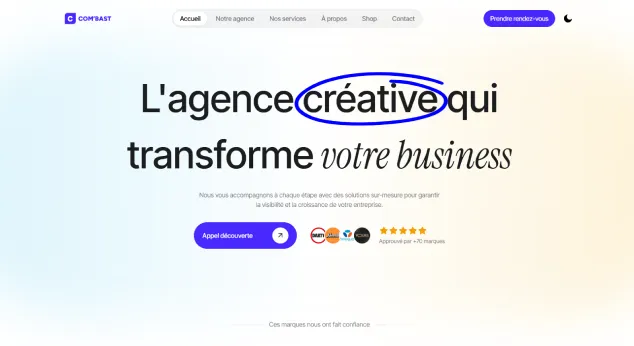 C COM'BAST
Accueil
Notre agence
Nos services
À propos
Shop
Contact
Prendre rendez-vous
L'agence créative qui
transforme votre business
Nous vous accompagnons à chaque étape avec des solutions sur-mesure pour garantir
la visibilité et la croissance de votre entreprise.
Appel découverte
DARTY
Approuvé par +70 marques
Ces marques nous ont fait confiance